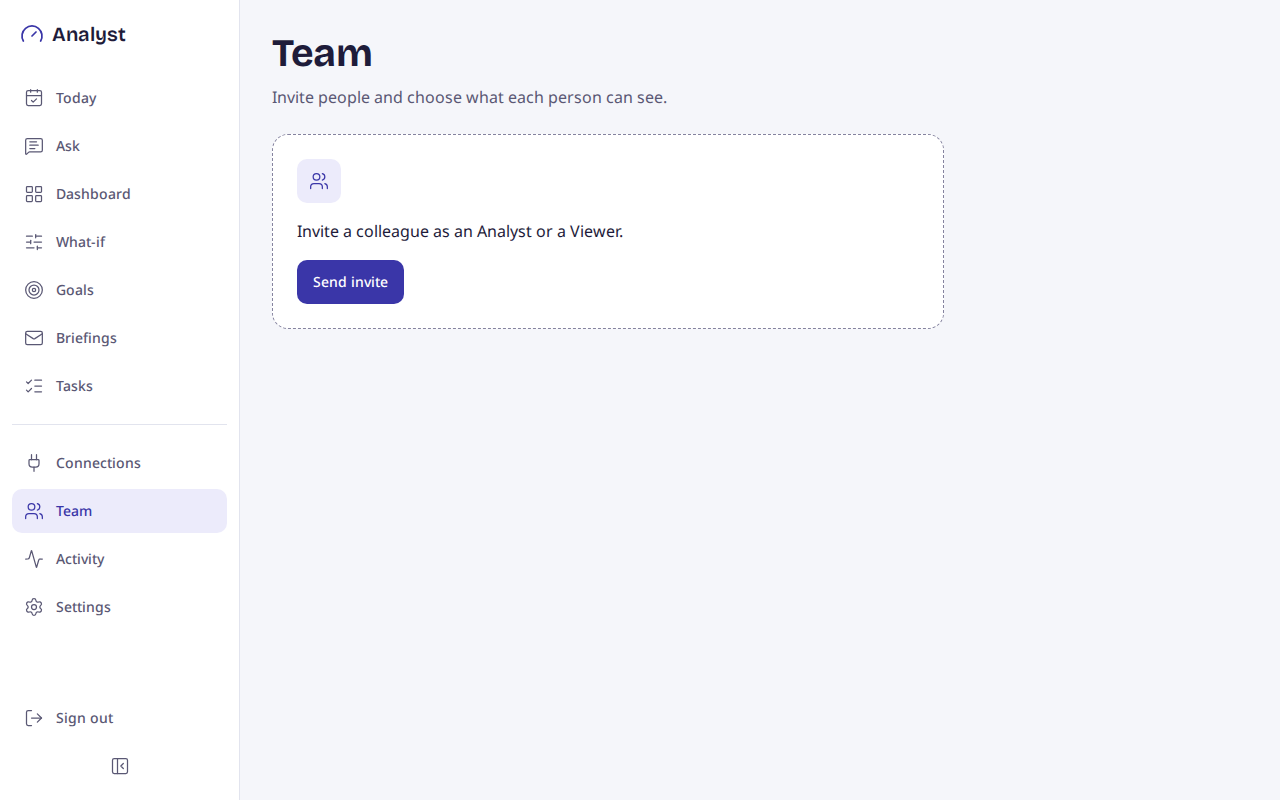 Analyst
Today
Ask
Dashboard
What-if
Goals
Briefings
Tasks
Connections
Team
Activity
Settings
Sign out
Team
Invite people and choose what each person can see.
Invite a colleague as an Analyst or a Viewer.
Send invite